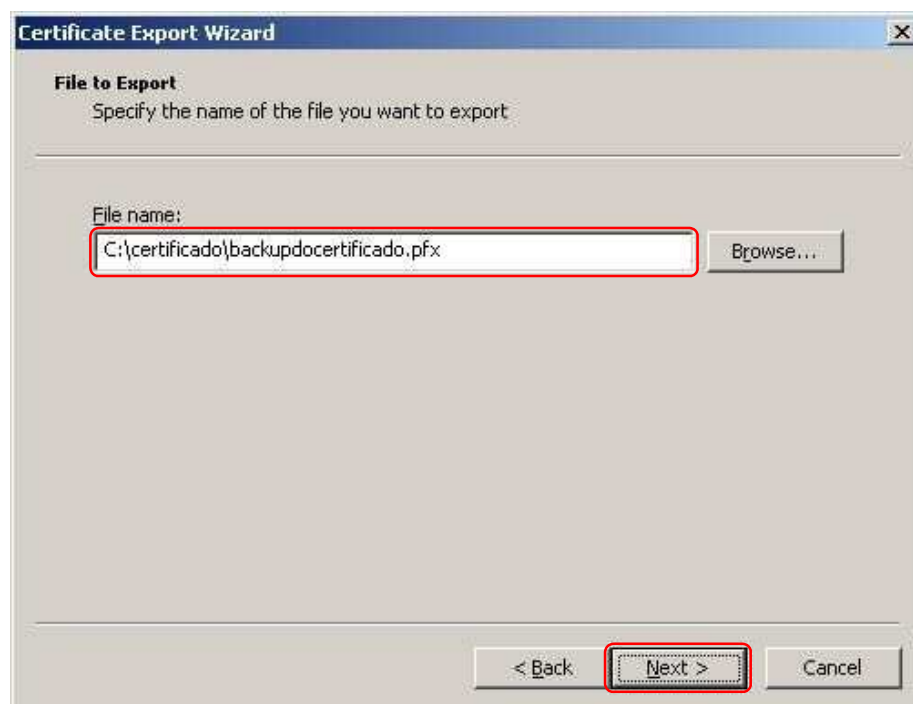 Certificate Export Wizard
File to Export
Specify the name of the file you want to export
File name:
C:\certificado\backupdocertificado.pfx
Browse...
< Back
Next >
Cancel